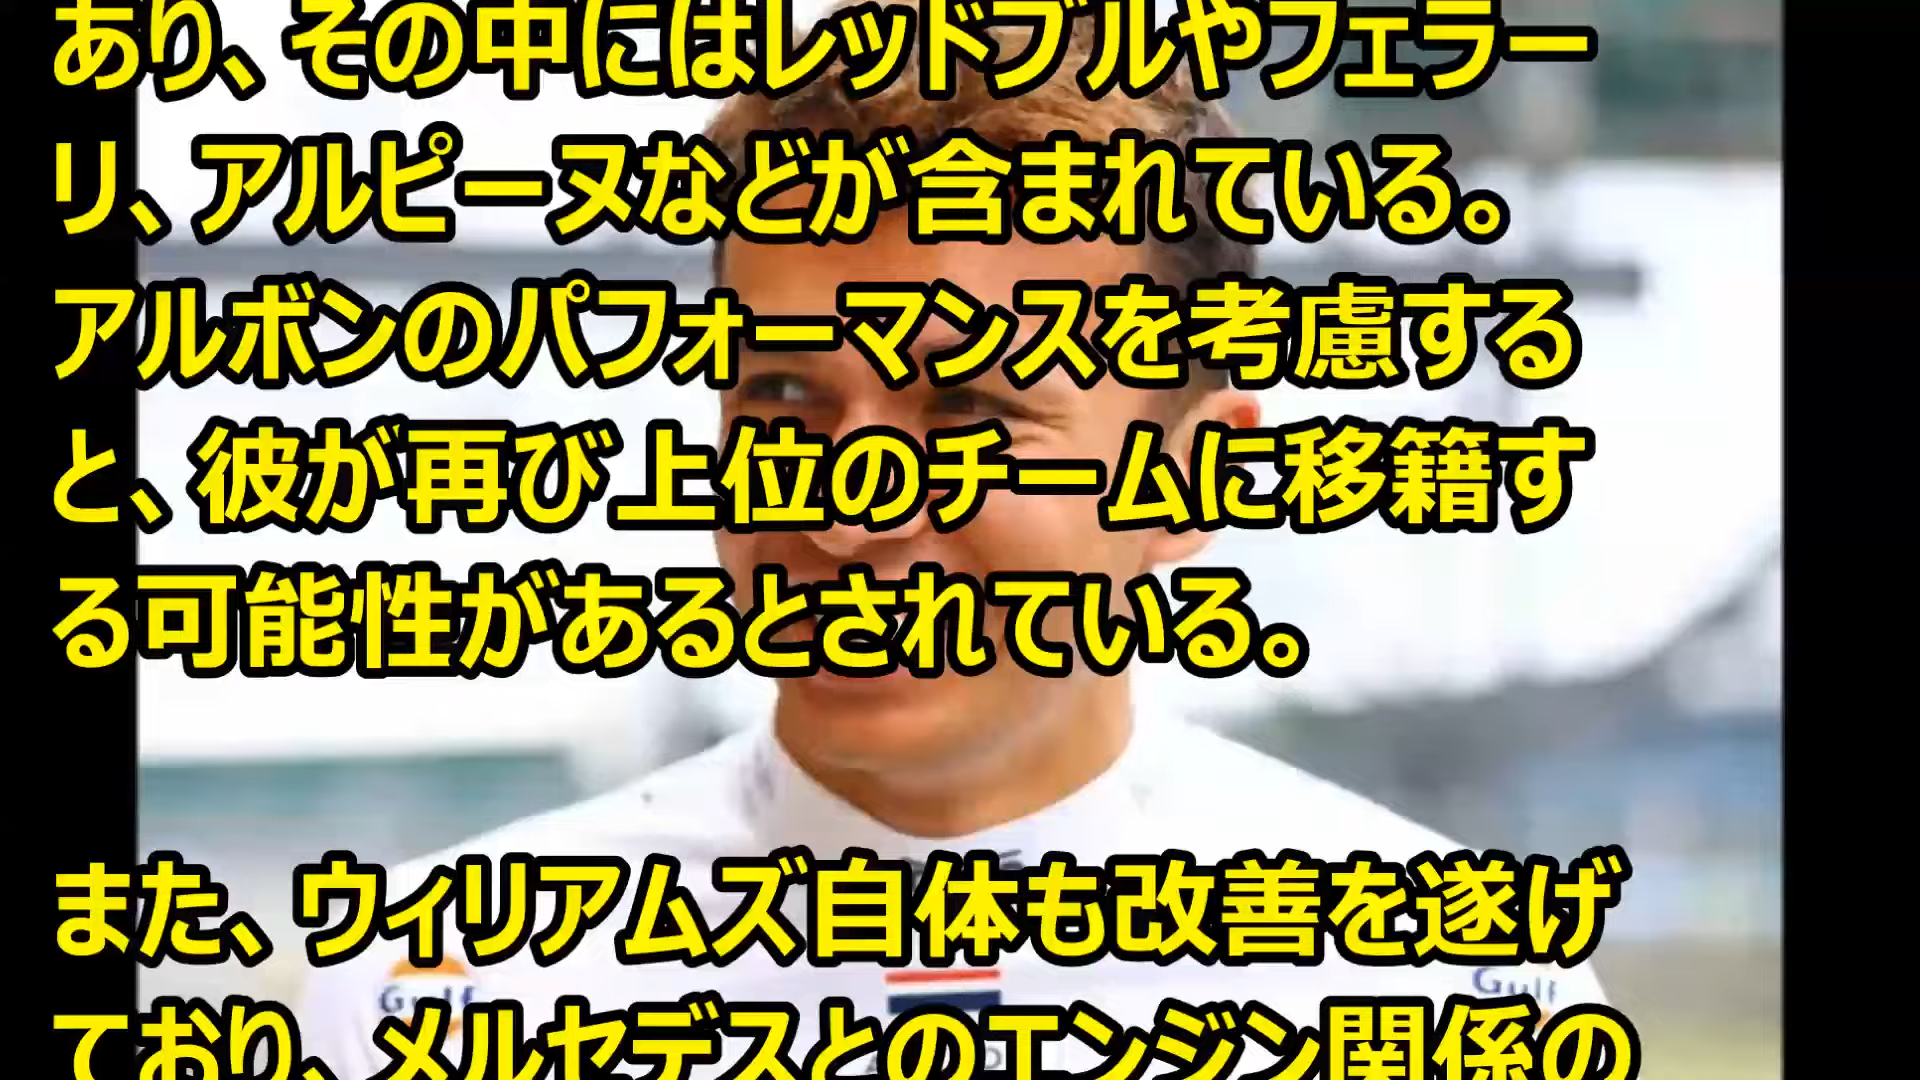 あり、その中にはレッドブルやフェラー
リ、アルピーヌなどが含まれている。
アルボンのパフォーマンスを考慮する
と、彼が再び上位のチームに移籍す
る可能性があるとされている。
また、ウィリアムズ自体も改善を遂げ
Gulf
Gulf
ており、メルセデスとのエンジン関係の